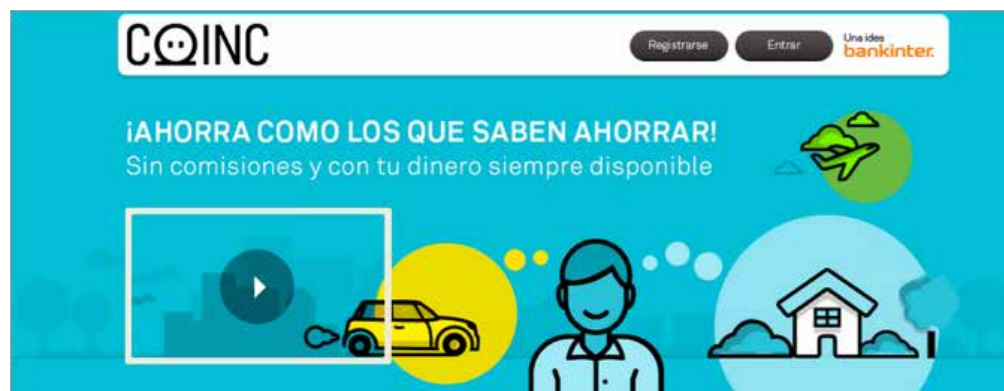 COINC
Registrarse
Entrar
Una idea
bankinter.
¡AHORRA COMO LOS QUE SABEN AHORRAR!
Sin comisiones y con tu dinero siempre disponible